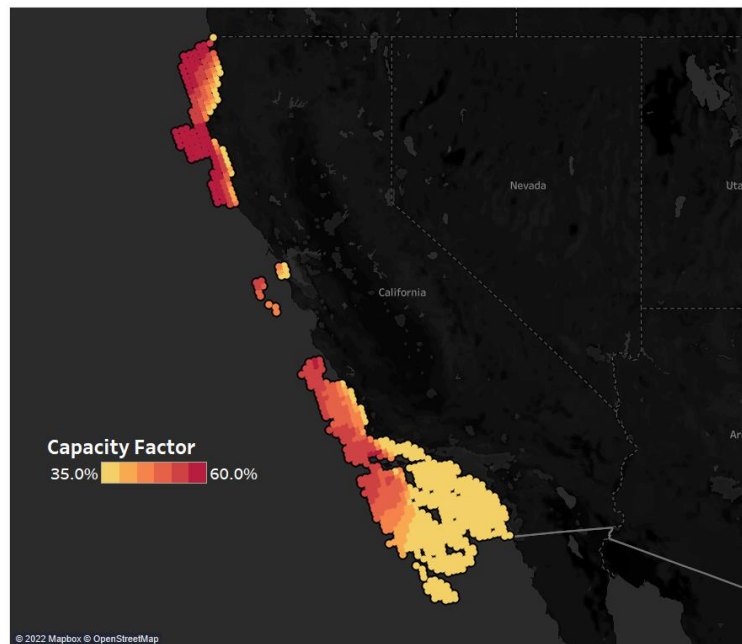 Nevada
Uta
California
Capacity Factor
35.0% 60.0%
Ar
© 2022 Mapbox © OpenStreetMap